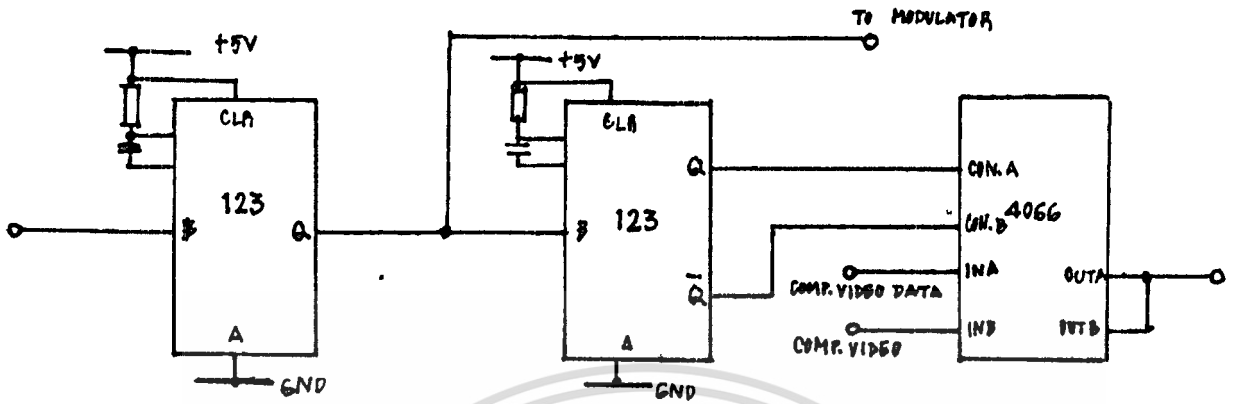 TO MODULATOR
+5V
+5V
CLR
CLR
Q
CON.A
123
123
4066
B
Q
B
CON.B
Q
IN A
OUTA
COMP. VIDEO DATA
A
A
INB
OUTB
COMP. VIDEO
GND
GND